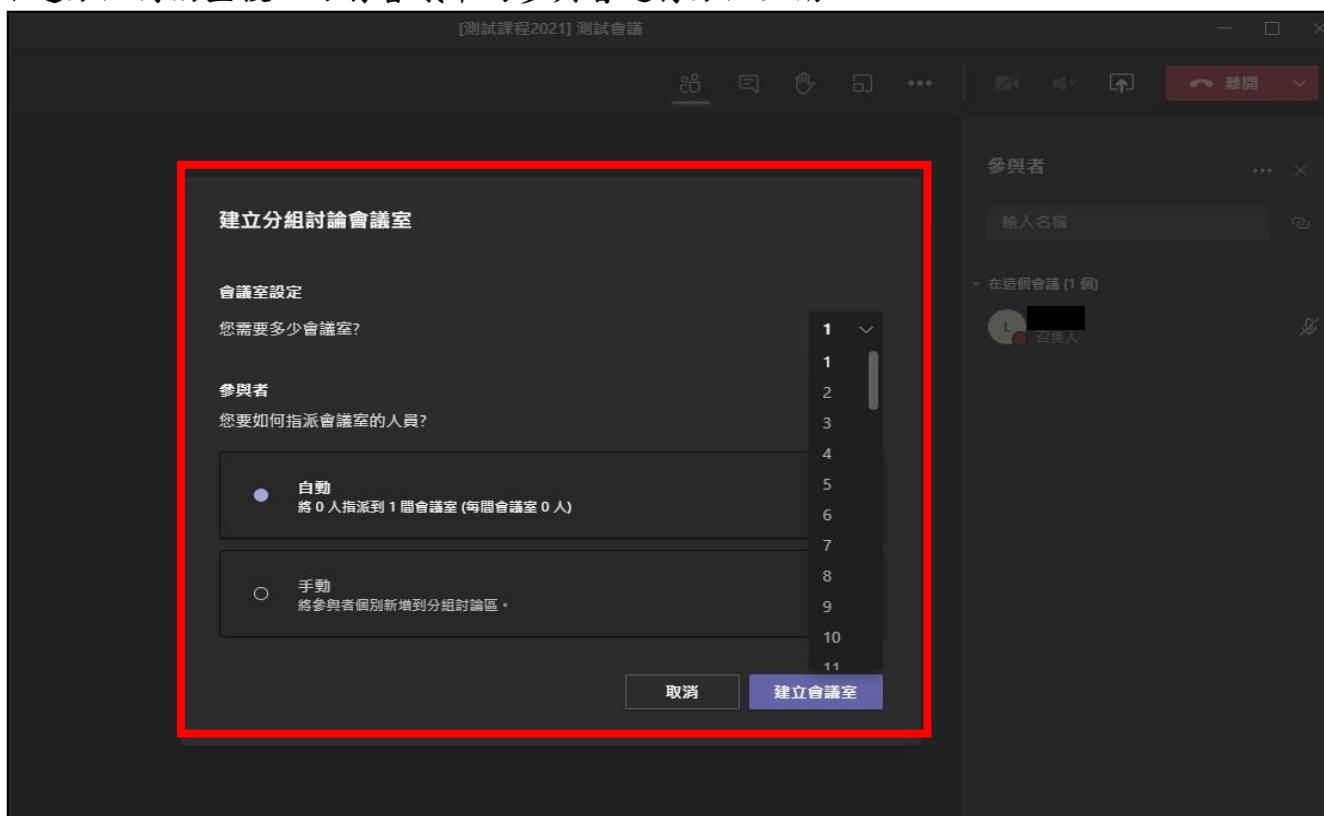 [測試課程2021] 測試會議
離開
參與者
輸入名稱
在這個會議 (1 個)
L
召集人
建立分組討論會議室
會議室設定
您需要多少會議室?
1
1
2
3
4
5
6
7
8
9
10
11
參與者
您要如何指派會議室的人員?
自動
將 0 人指派到 1 間會議室 (每間會議室 0 人)
手動
將參與者個別新增到分組討論區。
取消
建立會議室